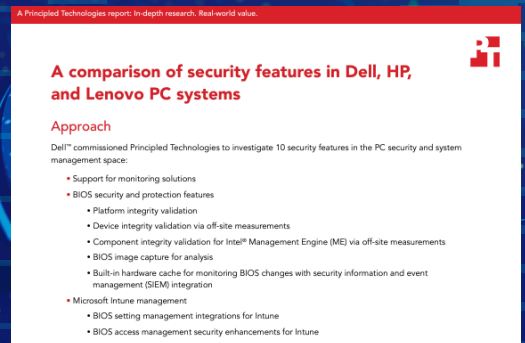 A Principled Technologies report: In-depth research. Real-world value.
PT
A comparison of security features in Dell, HP,
and Lenovo PC systems
Approach
Dell™ commissioned Principled Technologies to investigate 10 security features in the PC security and system
management space:
• Support for monitoring solutions
• BIOS security and protection features
• Platform integrity validation
• Device integrity validation via off-site measurements
• Component integrity validation for Intel® Management Engine (ME) via off-site measurements
• BIOS image capture for analysis
• Built-in hardware cache for monitoring BIOS changes with security information and event
management (SIEM) integration
• Microsoft Intune management
• BIOS setting management integrations for Intune
• BIOS access management security enhancements for Intune